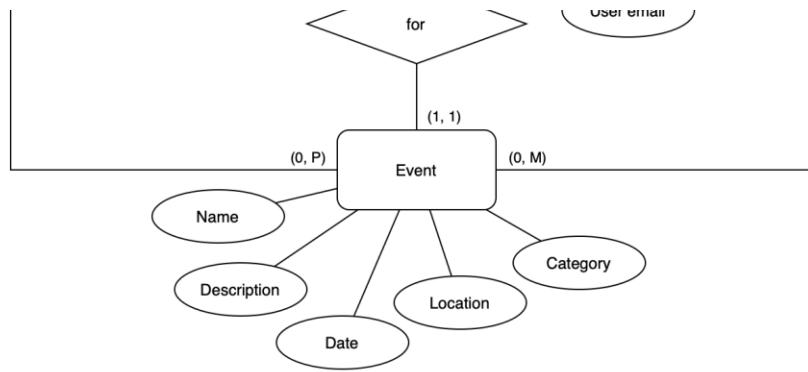 for
User email
(1, 1)
(0, P)
Event
(0, M)
Name
Category
Description
Location
Date